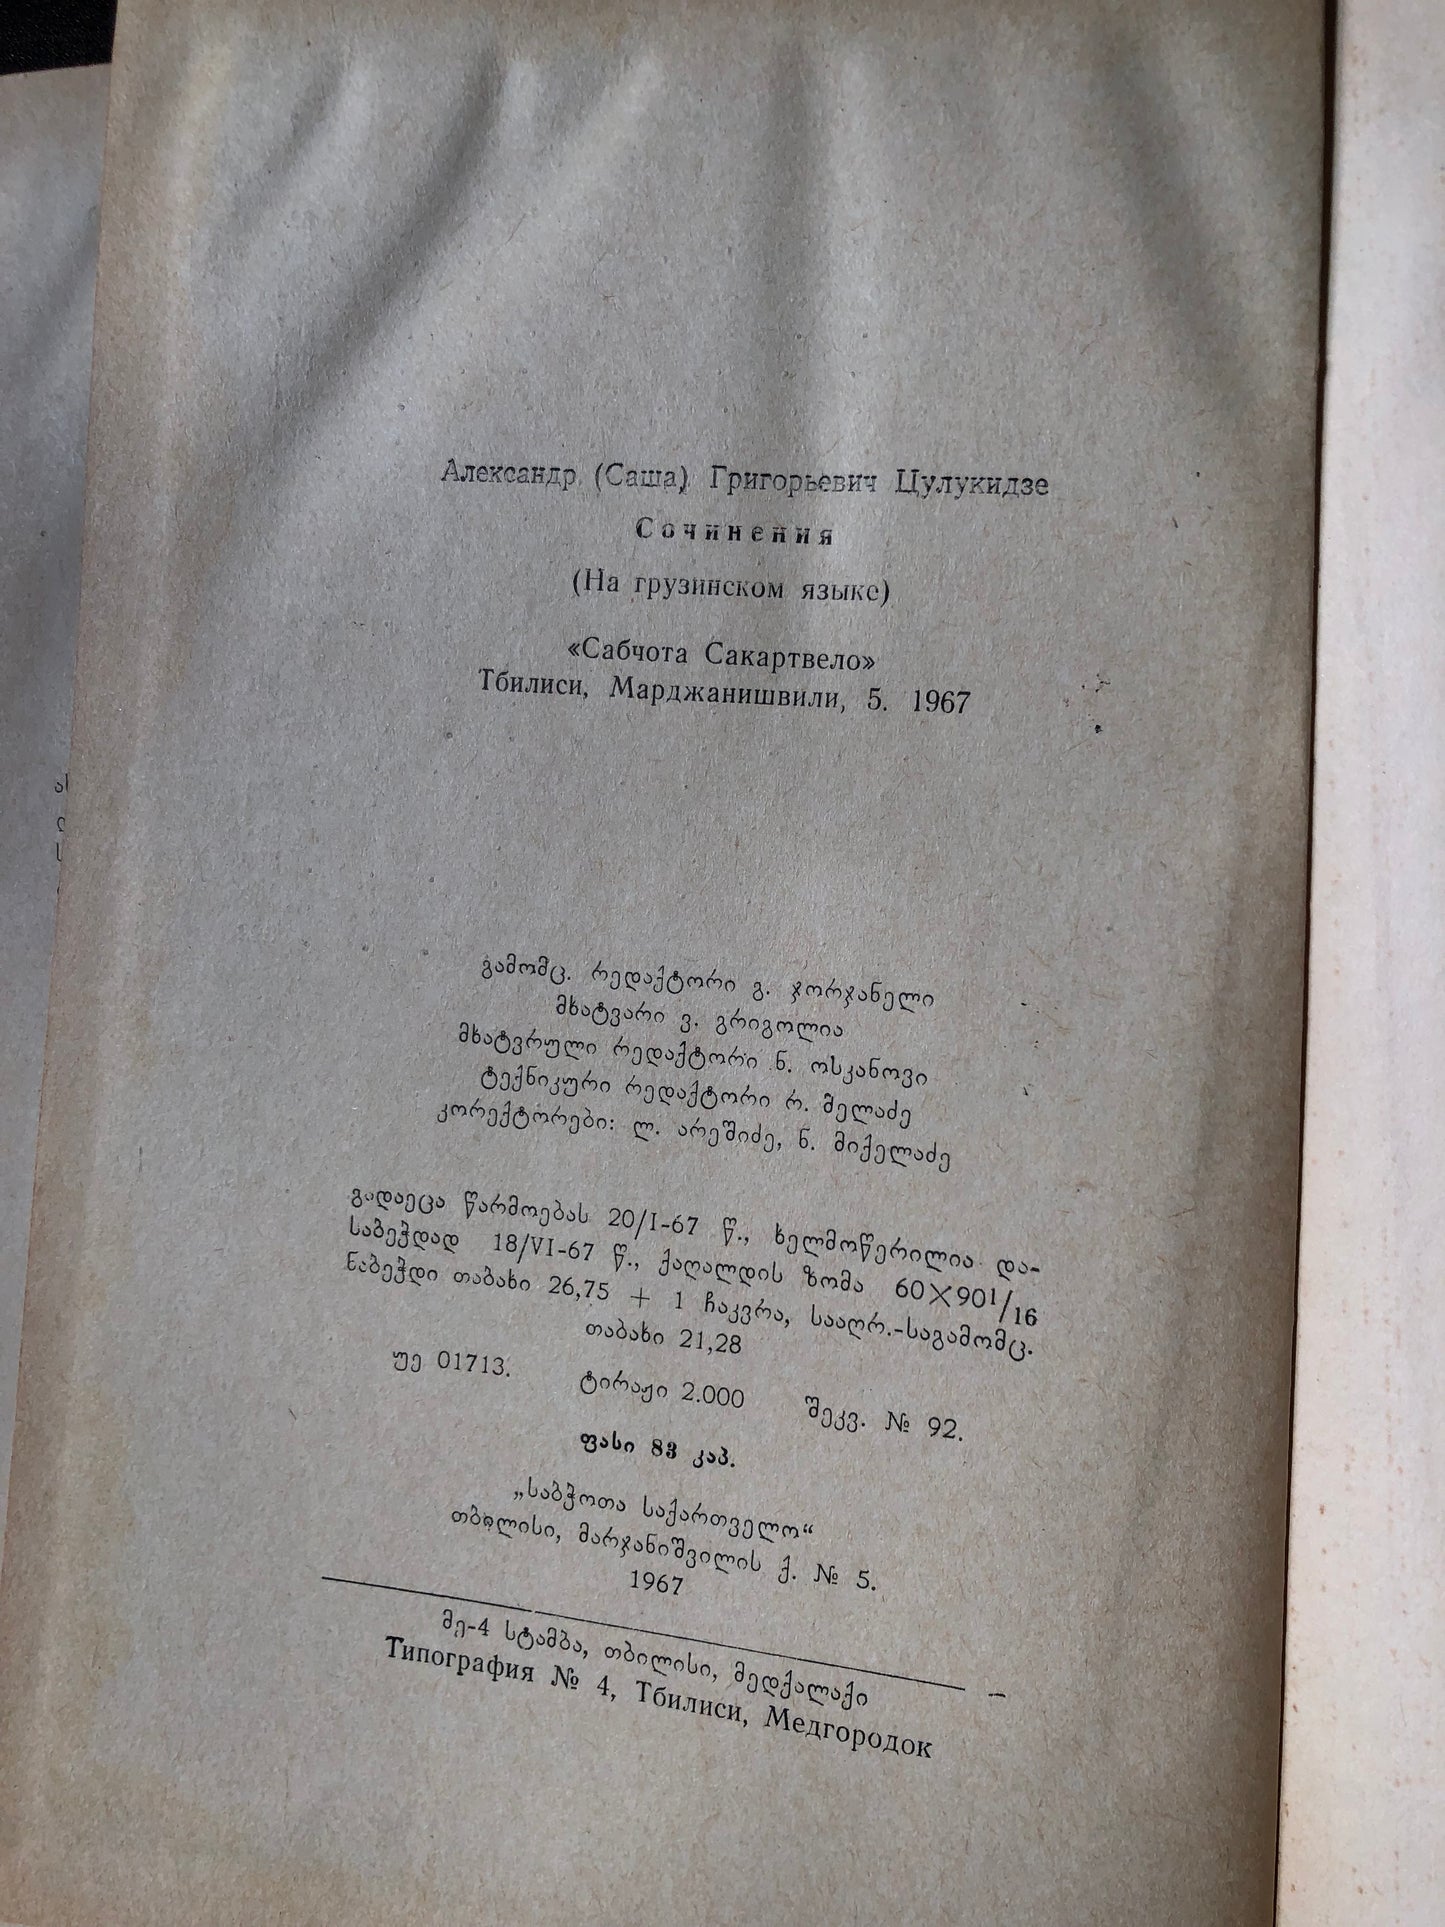 Александр (Саша) Григорьевич Цулукидзе
Сочинения
(На грузинском языке)
«Сабчота Сакартвело»
Тбилиси, Марджанишвили, 5. 1967
გამომც. რედაქტორი გ. ჯორჯანელი
მხატვარი ვ. გრიგოლია
მხატვრული რედაქტორი ნ. ოსკანოვი
ტექნიკური რედაქტორი რ. მელაძე
კორექტორები: ლ. არეშიძე, ნ. მიქელაძე
გადაეცა წარმოებას 20/I-67 წ., ხელმოწერილია და-
საბეჭდად 18/VI-67 წ., ქაღალდის ზომა 60×90¹/16
ნაბეჭდი თაბახი 26,75 + 1 ჩაკვრა, სააღრ.-საგამომც.
თაბახი 21,28
უე 01713. ტირაჟი 2.000 შეკვ. № 92.
ფასი 83 კაპ.
„საბჭოთა საქართველო“
თბილისი, მარჯანიშვილის ქ. № 5.
1967
მე-4 სტამბა, თბილისი, მედქალაქი
Типография № 4, Тбилиси, Медгородок